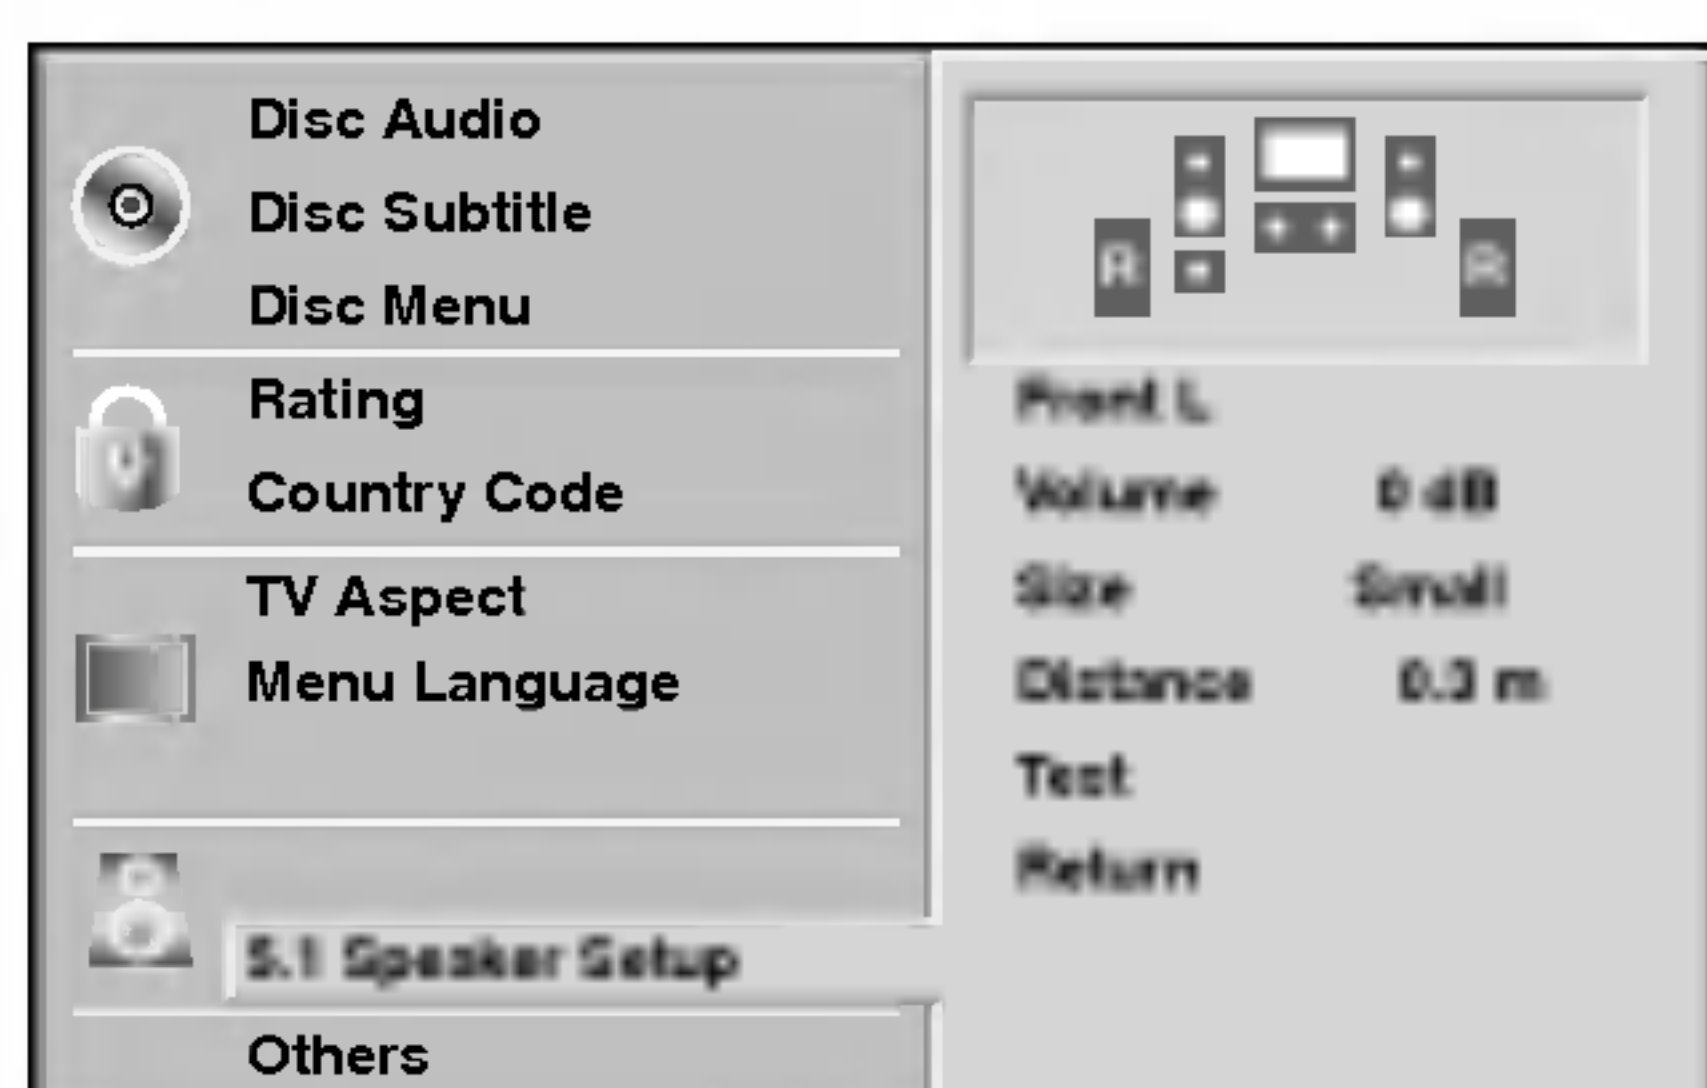 Disc Audio
Disc Subtitle
Disc Menu
Rating
Country Code
TV Aspect
Menu Language
5.1 Speaker Setup
Others
R R
Front L
Volume 0 dB
Size Small
Distance 0.3 m
Test
Return